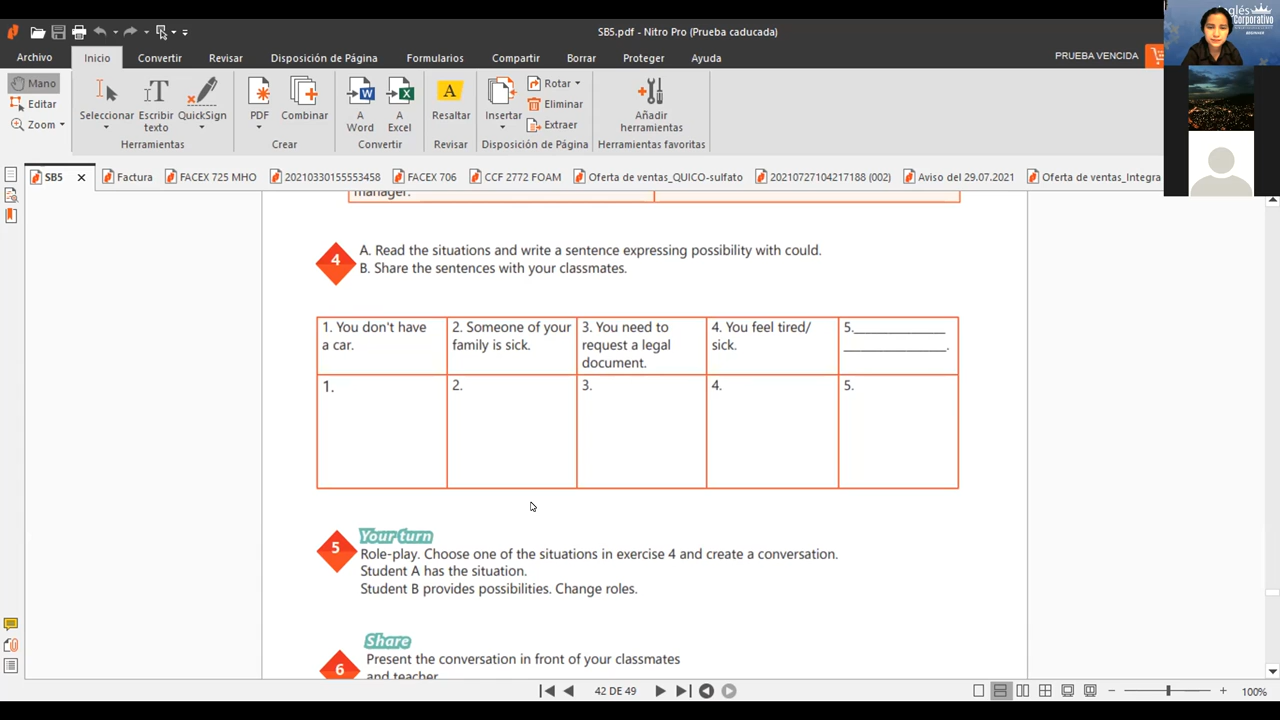 SB5.pdf - Nitro Pro (Prueba caducada)
Archivo Inicio Convertir Revisar Disposición de Página Formularios Compartir Borrar Proteger Ayuda
PRUEBA VENCIDA
Inglés
Corporativo
BEGINNER
Mano
Editar
Zoom
Seleccionar
Escribir texto
QuickSign
Herramientas
PDF
Combinar
Crear
A Word
A Excel
Convertir
Resaltar
Revisar
Insertar
Rotar
Eliminar
Extraer
Disposición de Página
Añadir herramientas
Herramientas favoritas
SB5 Factura FACEX 725 MHO 20210330155553458 FACEX 706 CCF 2772 FOAM Oferta de ventas_QUICO-sulfato 20210727104217188 (002) Aviso del 29.07.2021 Oferta de ventas_Integra
manager.
4
A. Read the situations and write a sentence expressing possibility with could.
B. Share the sentences with your classmates.
1. You don't have
a car.
2. Someone of your
family is sick.
3. You need to
request a legal
document.
4. You feel tired/
sick.
5.______________
________________.
1.
2.
3.
4.
5.
5
Your turn
Role-play. Choose one of the situations in exercise 4 and create a conversation.
Student A has the situation.
Student B provides possibilities. Change roles.
6
Share
Present the conversation in front of your classmates
and teacher
42 DE 49
100%